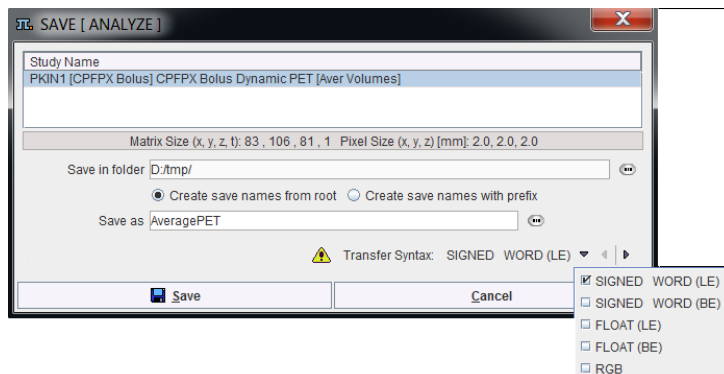 SAVE [ ANALYZE ]
Study Name
PKIN1 [CPFPX Bolus] CPFPX Bolus Dynamic PET [Aver Volumes]
Matrix Size (x, y, z, t): 83 , 106 , 81 , 1 Pixel Size (x, y, z) [mm]: 2.0, 2.0, 2.0
Save in folder D:/tmp/
Create save names from root Create save names with prefix
Save as AveragePET
Transfer Syntax: SIGNED WORD (LE)
Save Cancel
SIGNED WORD (LE)
SIGNED WORD (BE)
FLOAT (LE)
FLOAT (BE)
RGB